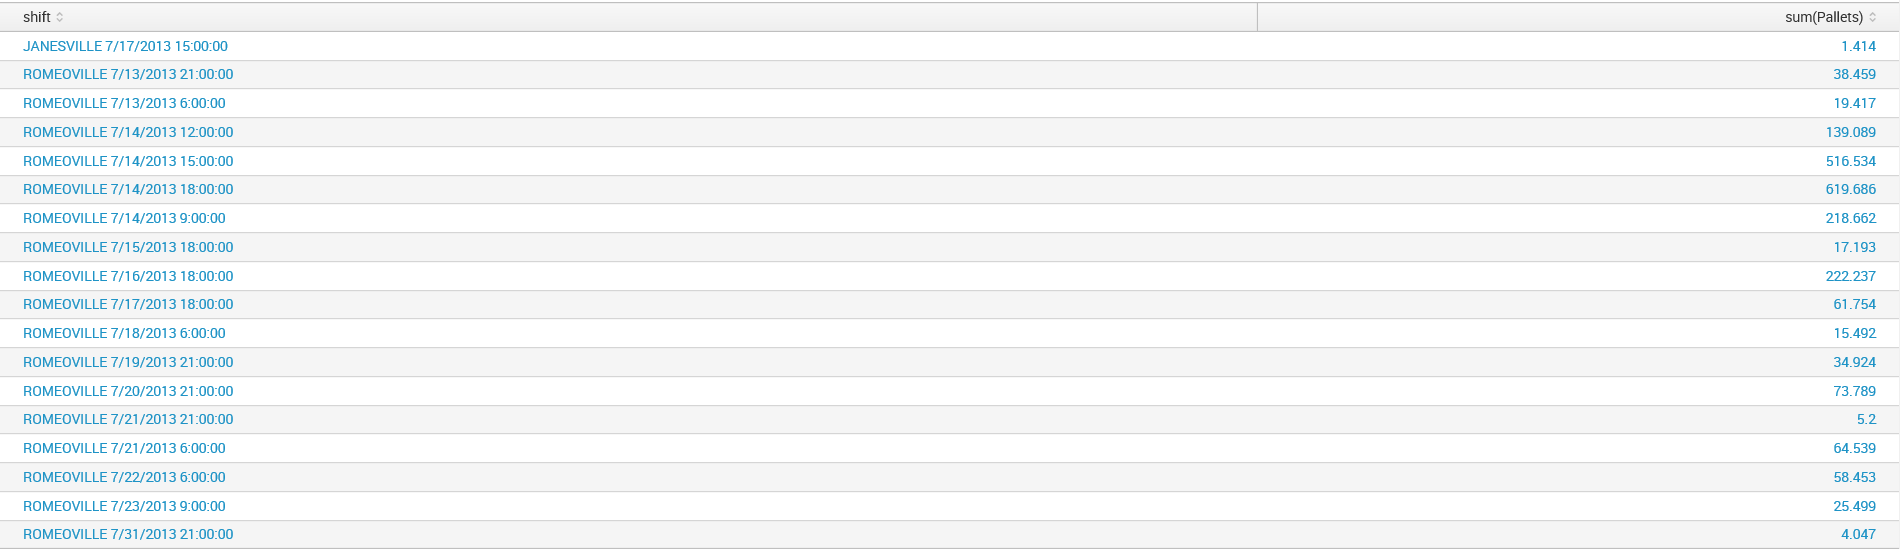 shift sum(Pallets)
JANESVILLE 7/17/2013 15:00:00 1.414
ROMEOVILLE 7/13/2013 21:00:00 38.459
ROMEOVILLE 7/13/2013 6:00:00 19.417
ROMEOVILLE 7/14/2013 12:00:00 139.089
ROMEOVILLE 7/14/2013 15:00:00 516.534
ROMEOVILLE 7/14/2013 18:00:00 619.686
ROMEOVILLE 7/14/2013 9:00:00 218.662
ROMEOVILLE 7/15/2013 18:00:00 17.193
ROMEOVILLE 7/16/2013 18:00:00 222.237
ROMEOVILLE 7/17/2013 18:00:00 61.754
ROMEOVILLE 7/18/2013 6:00:00 15.492
ROMEOVILLE 7/19/2013 21:00:00 34.924
ROMEOVILLE 7/20/2013 21:00:00 73.789
ROMEOVILLE 7/21/2013 21:00:00 5.2
ROMEOVILLE 7/21/2013 6:00:00 64.539
ROMEOVILLE 7/22/2013 6:00:00 58.453
ROMEOVILLE 7/23/2013 9:00:00 25.499
ROMEOVILLE 7/31/2013 21:00:00 4.047